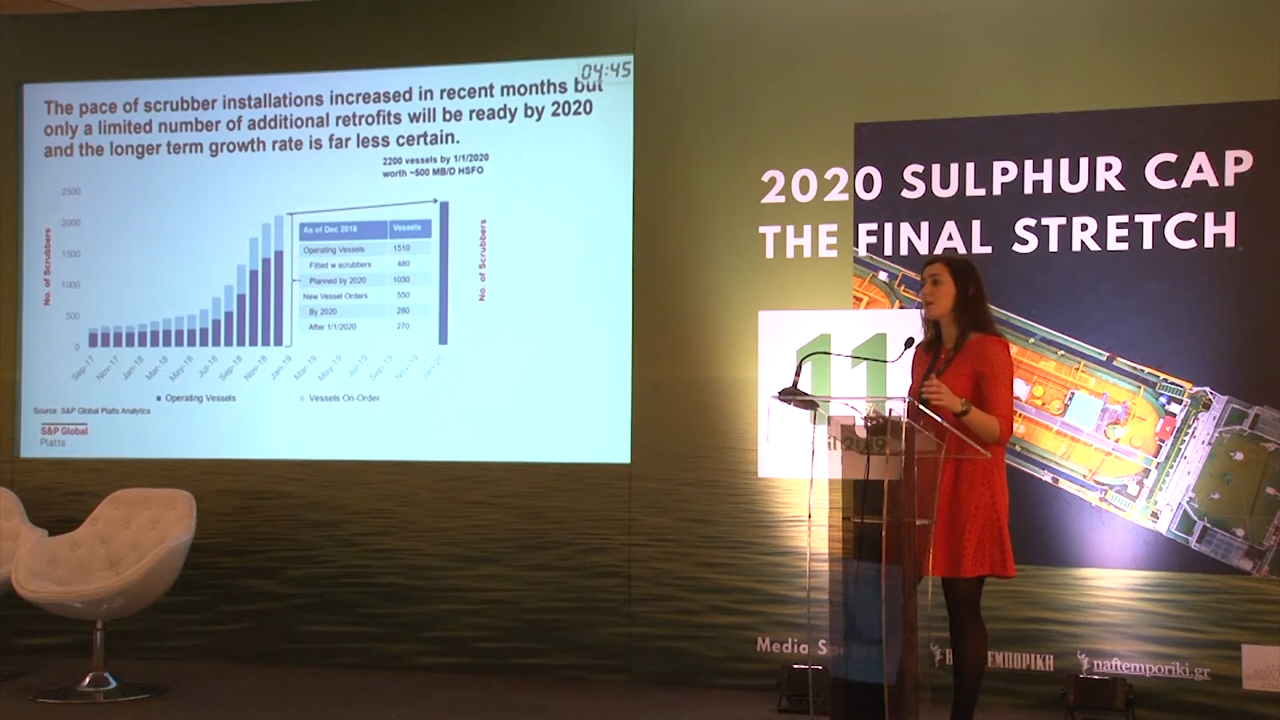 04:45
The pace of scrubber installations increased in recent months but
only a limited number of additional retrofits will be ready by 2020
and the longer term growth rate is far less certain.
2200 vessels by 1/1/2020
worth ~500 MB/D HSFO
No. of Scrubbers
2500
2000
1500
1000
500
0
As of Dec 2018 Vessels
Operating Vessels 1510
Fitted w scrubbers 480
Planned by 2020 1030
New Vessel Orders 550
By 2020 280
After 1/1/2020 270
No. of Scrubbers
Sep-17 Nov-17 Jan-18 Mar-18 May-18 Jul-18 Sep-18 Nov-18 Jan-19 Mar-19 May-19 Jul-19 Sep-19 Nov-19 Jan-20
Operating Vessels Vessels On-Order
Source: S&P Global Platts Analytics
S&P Global
Platts
2020 SULPHUR CAP
THE FINAL STRETCH
11
2019
Media
naftemporiki.gr